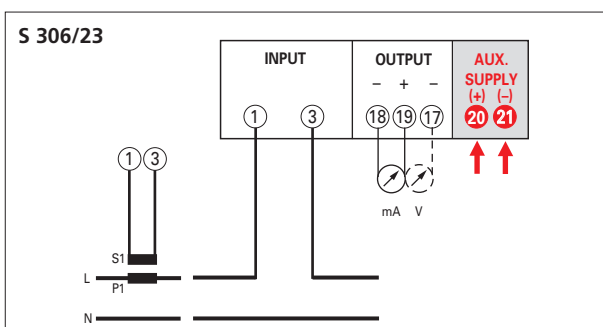 S 306/23
INPUT
OUTPUT
AUX.
SUPPLY
– + –
(+) (–)
1 3
18 19 17
20 21
1 3
mA V
S1
L
P1
N